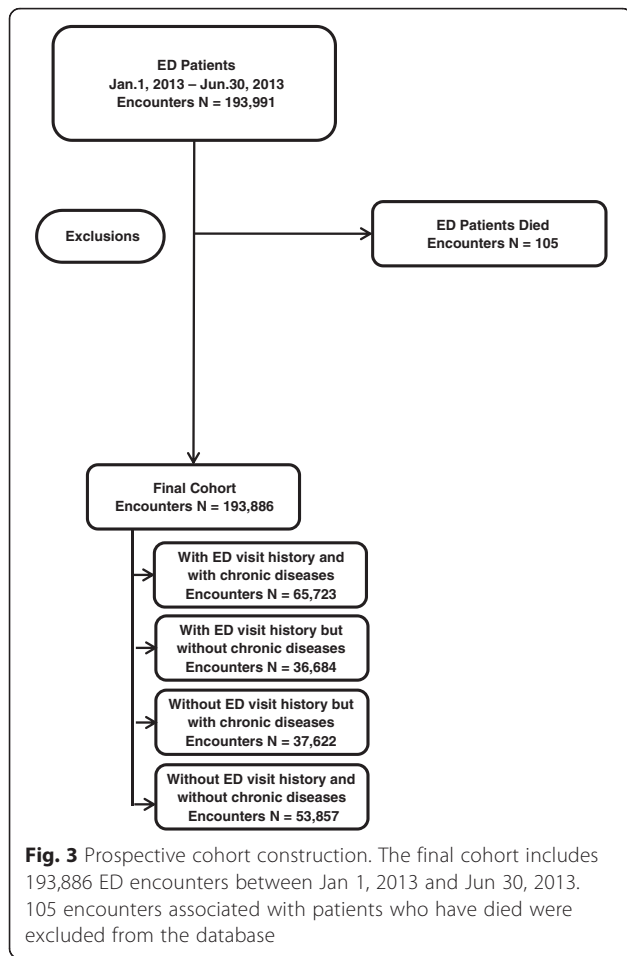 ED Patients
Jan.1, 2013 – Jun.30, 2013
Encounters N = 193,991
Exclusions
ED Patients Died
Encounters N = 105
Final Cohort
Encounters N = 193,886
With ED visit history and
with chronic diseases
Encounters N = 65,723
With ED visit history but
without chronic diseases
Encounters N = 36,684
Without ED visit history but
with chronic diseases
Encounters N = 37,622
Without ED visit history and
without chronic diseases
Encounters N = 53,857
Fig. 3 Prospective cohort construction. The final cohort includes
193,886 ED encounters between Jan 1, 2013 and Jun 30, 2013.
105 encounters associated with patients who have died were
excluded from the database